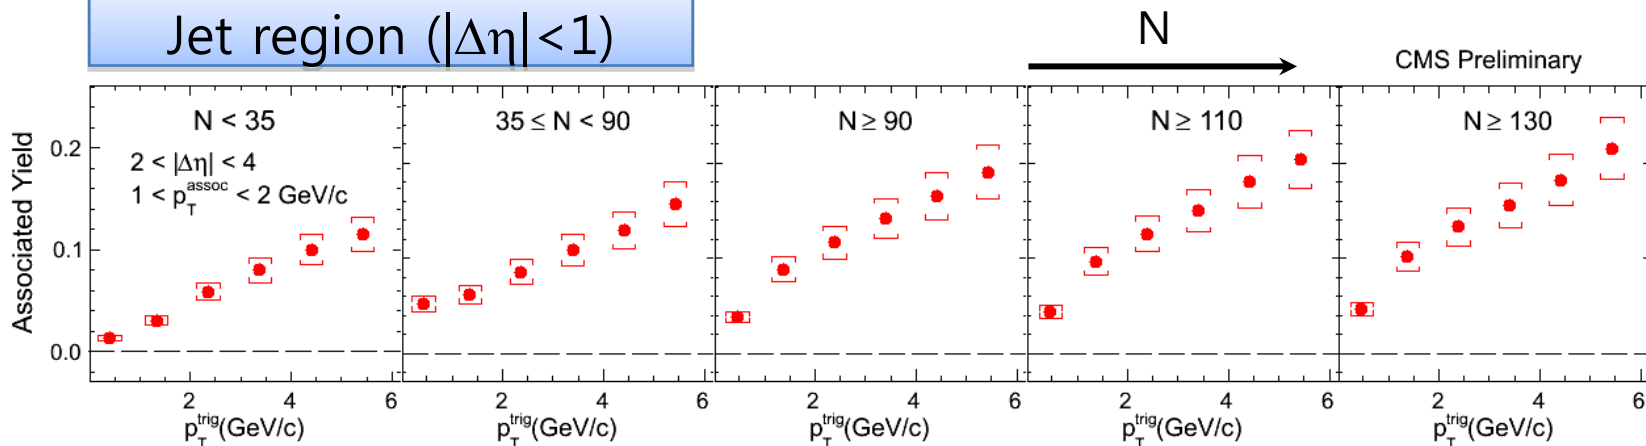 Jet region (|Δη|<1)
N
CMS Preliminary
N < 35
35 ≤ N < 90
N ≥ 90
N ≥ 110
N ≥ 130
2 < |Δη| < 4
1 < p_T^assoc < 2 GeV/c
Associated Yield
0.2
0.1
0.0
2 4 6 2 4 6 2 4 6 2 4 6 2 4 6
p_T^trig(GeV/c) p_T^trig(GeV/c) p_T^trig(GeV/c) p_T^trig(GeV/c) p_T^trig(GeV/c)